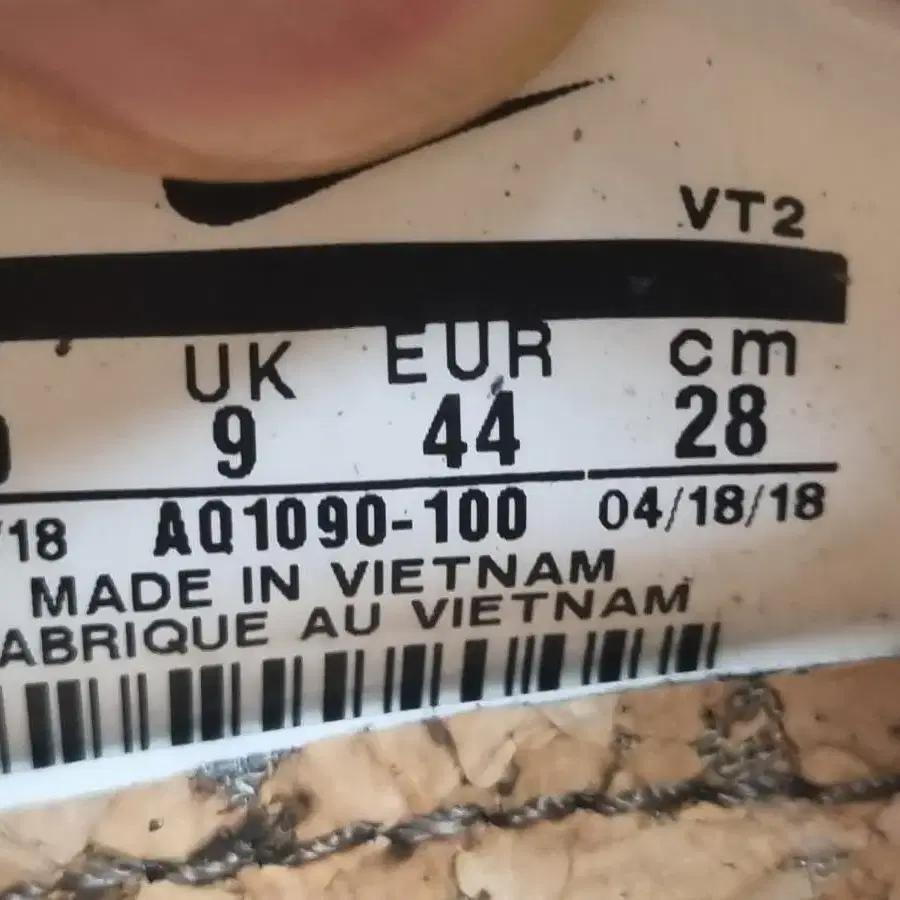 VT2
UK EUR cm
9 44 28
/18 AQ1090-100 04/18/18
MADE IN VIETNAM
ABRIQUE AU VIETNAM